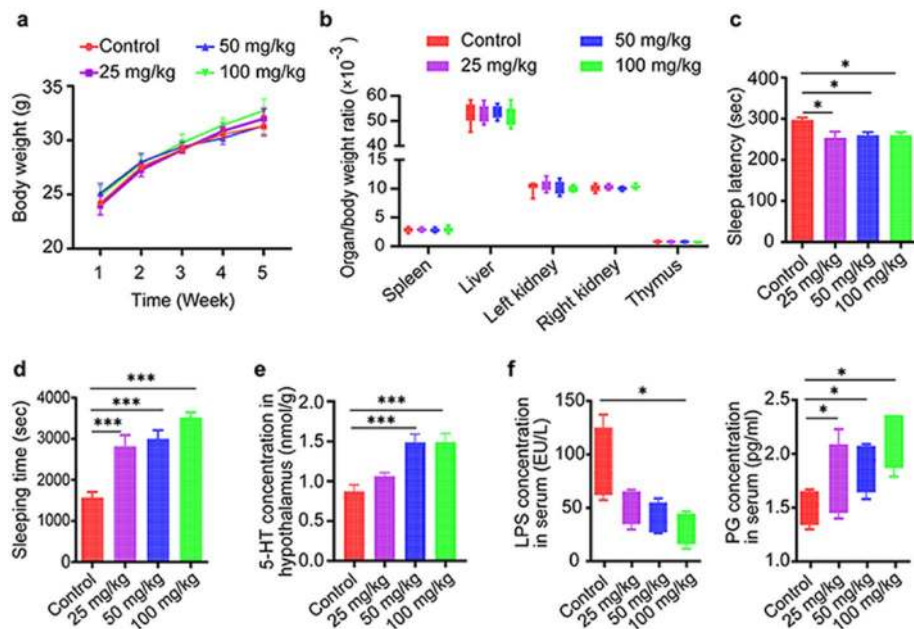 a
Control
50 mg/kg
25 mg/kg
100 mg/kg
Body weight (g)
35
30
25
20
1 2 3 4 5
Time (Week)
b
Control
50 mg/kg
25 mg/kg
100 mg/kg
Organ/body weight ratio (×10⁻³)
60
50
15
10
5
0
Spleen
Liver
Left kidney
Right kidney
Thymus
c
Sleep latency (sec)
400
300
200
100
0
*
*
*
Control
25 mg/kg
50 mg/kg
100 mg/kg
d
Sleeping time (sec)
4000
3000
2000
1000
0
***
***
***
Control
25 mg/kg
50 mg/kg
100 mg/kg
e
5-HT concentration in
hypothalamus (nmol/g)
2.0
1.5
1.0
0.5
0.0
***
***
Control
25 mg/kg
50 mg/kg
100 mg/kg
f
LPS concentration
in serum (EU/L)
150
100
50
0
*
Control
25 mg/kg
50 mg/kg
100 mg/kg
PG concentration
in serum (pg/ml)
2.5
2.0
1.5
1.0
*
*
*
Control
25 mg/kg
50 mg/kg
100 mg/kg